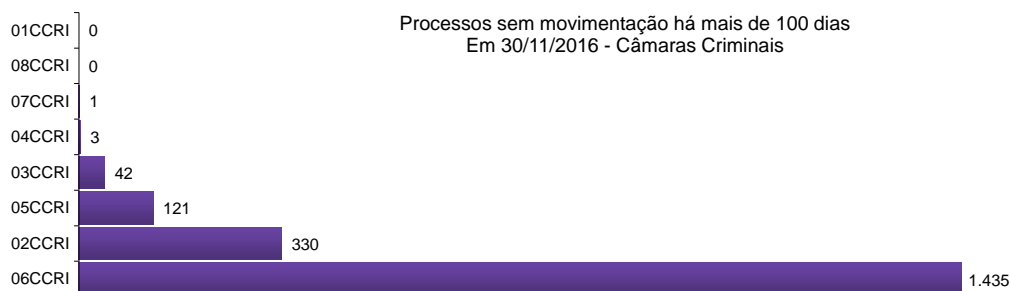 Processos sem movimentação há mais de 100 dias
Em 30/11/2016 - Câmaras Criminais
01CCRI 0
08CCRI 0
07CCRI 1
04CCRI 3
03CCRI 42
05CCRI 121
02CCRI 330
06CCRI 1.435